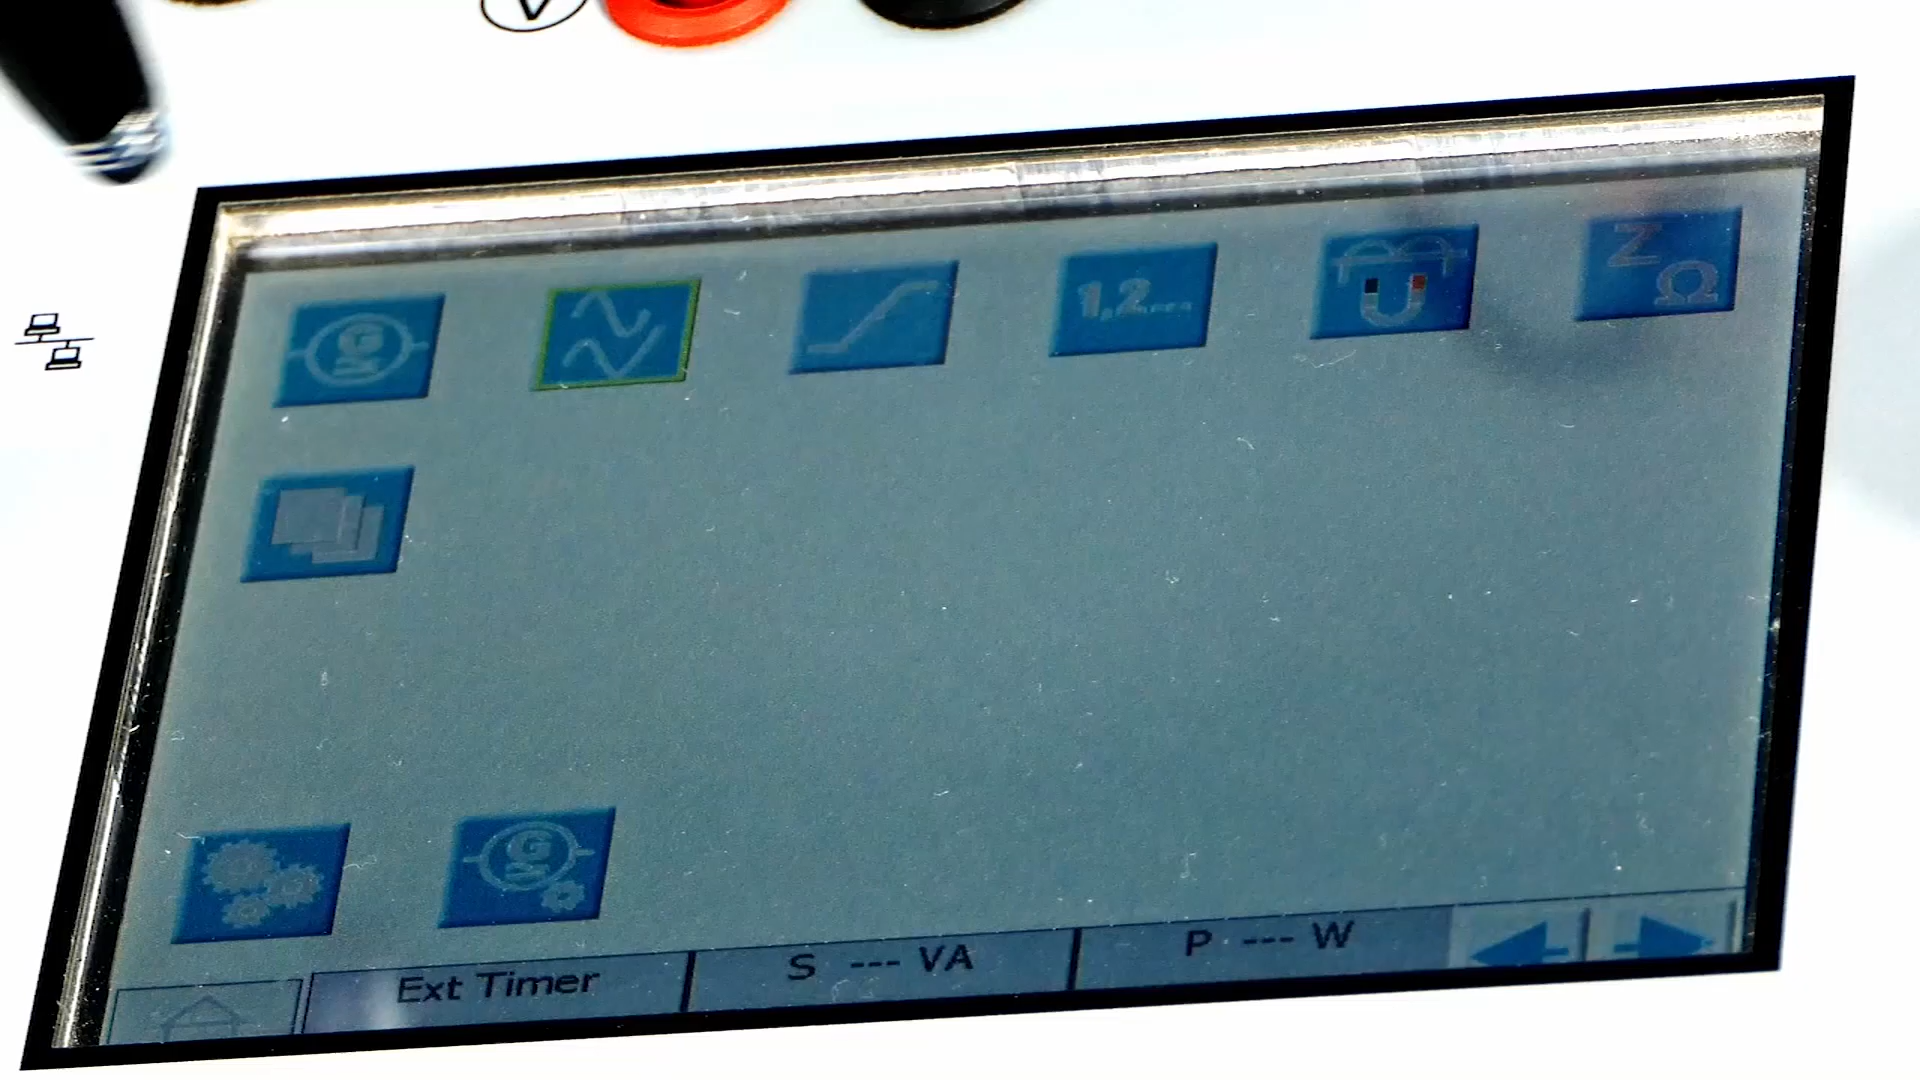 V
G
1,2
Z
Ω
G
Ext Timer
S --- VA
P --- W